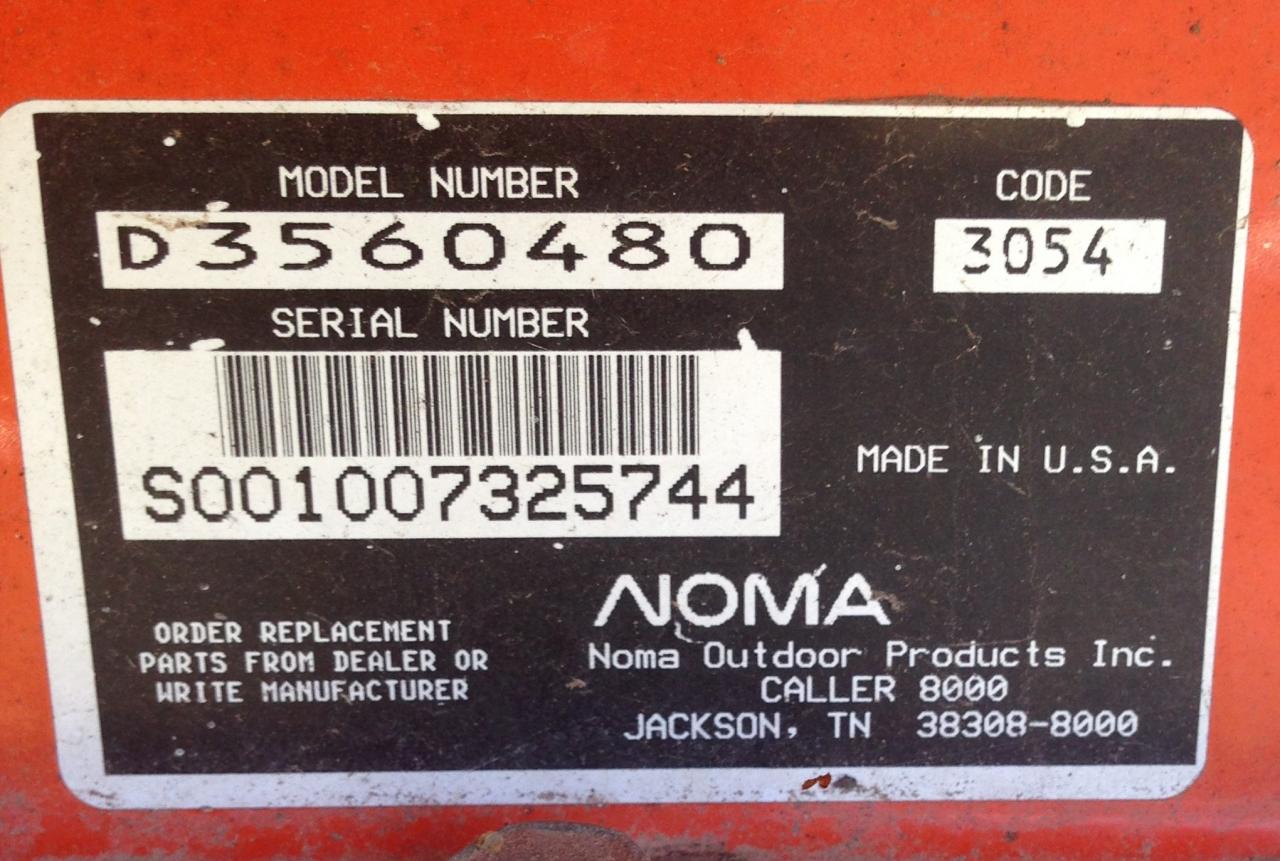 MODEL NUMBER
D3560480
CODE
3054
SERIAL NUMBER
S001007325744
MADE IN U.S.A.
ORDER REPLACEMENT
PARTS FROM DEALER OR
WRITE MANUFACTURER
NOMA
Noma Outdoor Products Inc.
CALLER 8000
JACKSON, TN 38308-8000